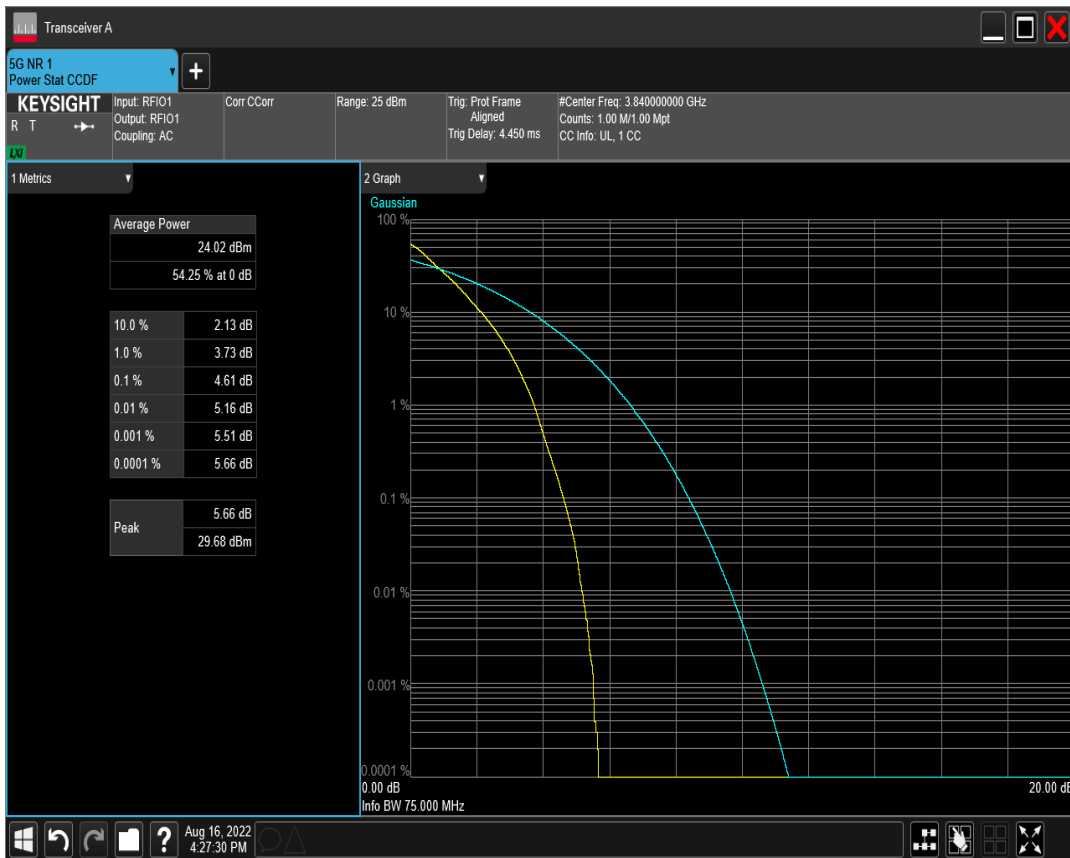 Transceiver A
5G NR 1
Power Stat CCDF
+
KEYSIGHT
R T
LXI
Input: RFIO1
Output: RFIO1
Coupling: AC
Corr CCorr
Range: 25 dBm
Trig: Prot Frame
Aligned
Trig Delay: 4.450 ms
#Center Freq: 3.840000000 GHz
Counts: 1.00 M/1.00 Mpt
CC Info: UL, 1 CC
1 Metrics
Average Power
24.02 dBm
54.25 % at 0 dB
10.0 % 2.13 dB
1.0 % 3.73 dB
0.1 % 4.61 dB
0.01 % 5.16 dB
0.001 % 5.51 dB
0.0001 % 5.66 dB
Peak
5.66 dB
29.68 dBm
2 Graph
Gaussian
100 %
10 %
1 %
0.1 %
0.01 %
0.001 %
0.0001 %
0.00 dB
20.00 dB
Info BW 75.000 MHz
?
Aug 16, 2022
4:27:30 PM